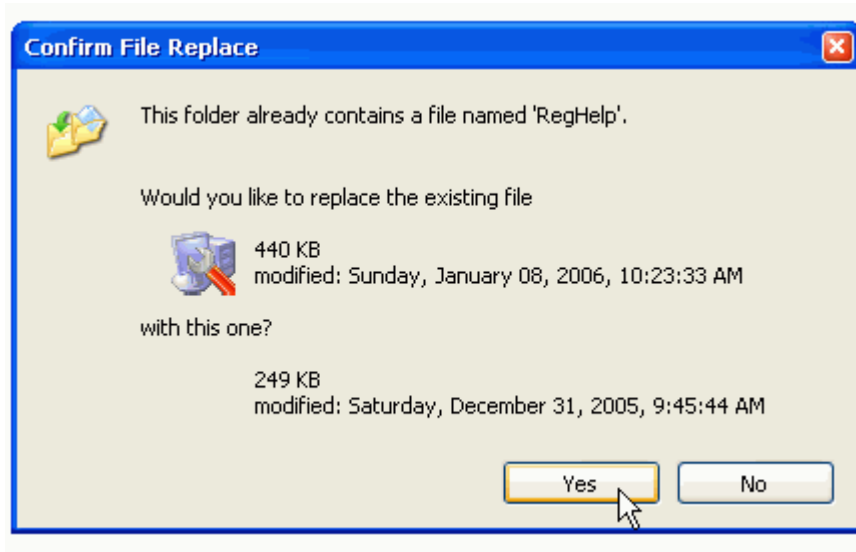 Confirm File Replace
This folder already contains a file named 'RegHelp'.
Would you like to replace the existing file
440 KB
modified: Sunday, January 08, 2006, 10:23:33 AM
with this one?
249 KB
modified: Saturday, December 31, 2005, 9:45:44 AM
Yes No